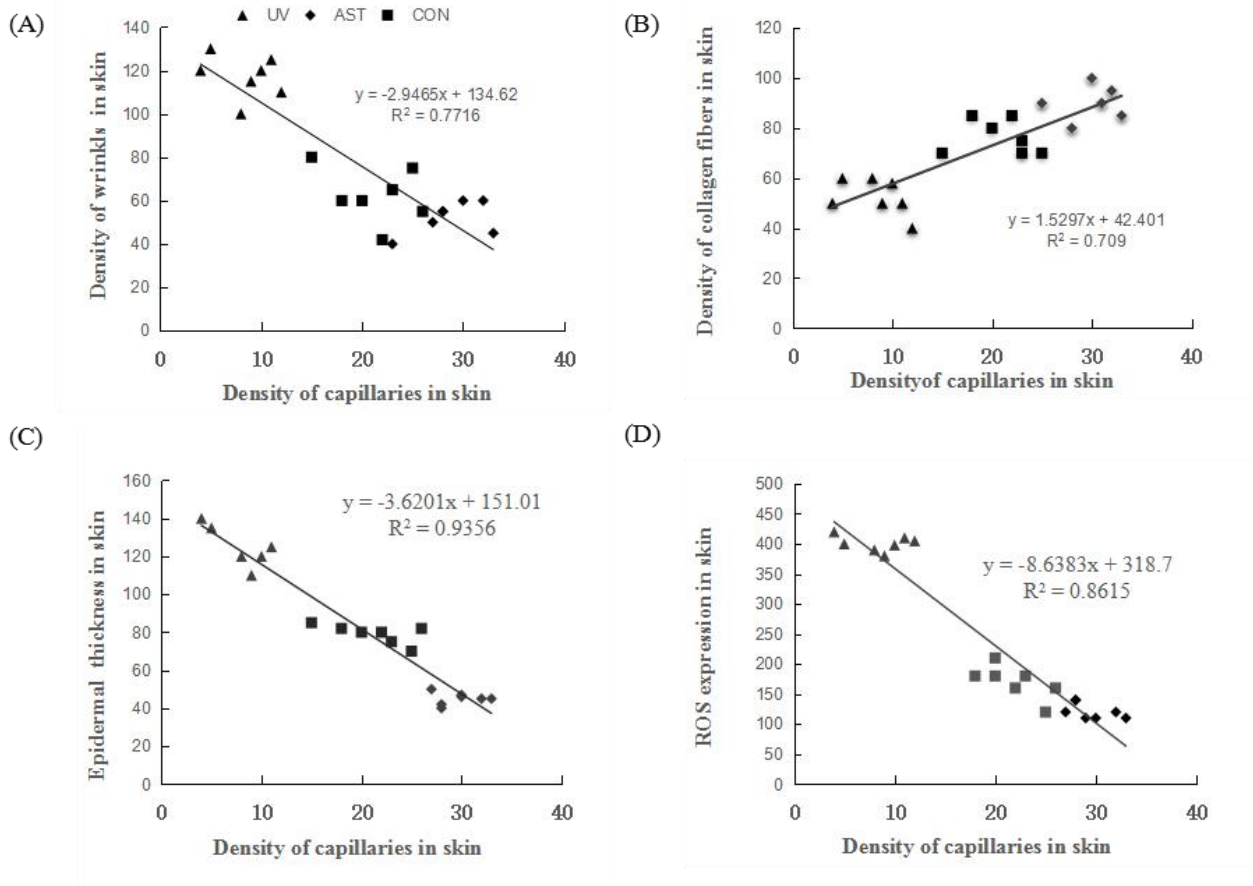 (A)
UV AST CON
140
120
100
80
60
40
20
0
Density of wrinkls in skin
y = -2.9465x + 134.62
R² = 0.7716
0 10 20 30 40
Density of capillaries in skin
(B)
120
100
80
60
40
20
0
Density of collagen fibers in skin
y = 1.5297x + 42.401
R² = 0.709
0 10 20 30 40
Densityof capillaries in skin
(C)
160
140
120
100
80
60
40
20
0
Epidermal thickness in skin
y = -3.6201x + 151.01
R² = 0.9356
0 10 20 30 40
Density of capillaries in skin
(D)
500
450
400
350
300
250
200
150
100
50
0
ROS expression in skin
y = -8.6383x + 318.7
R² = 0.8615
0 10 20 30 40
Density of capillaries in skin